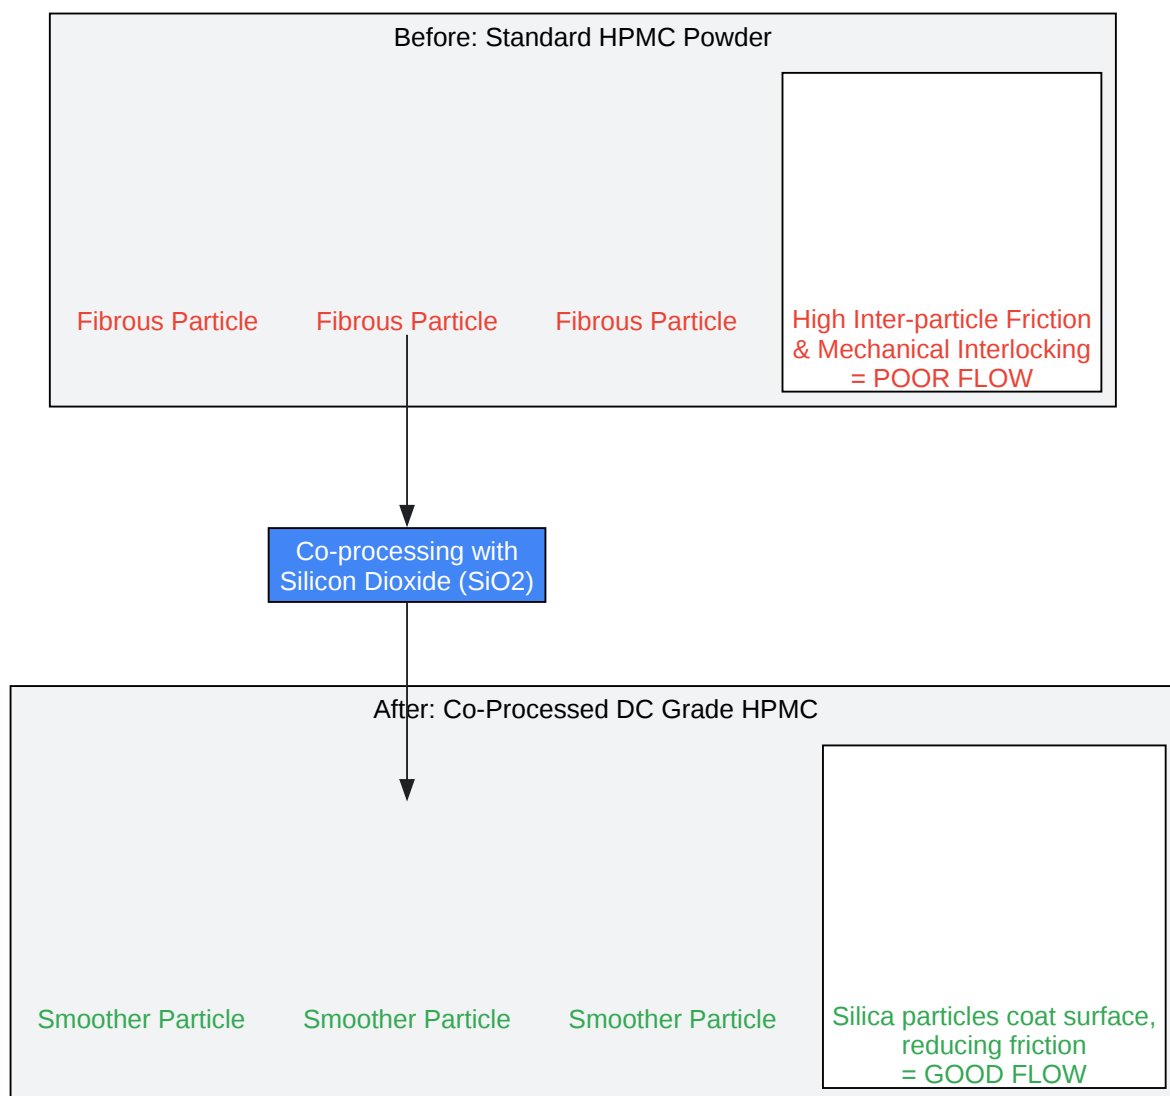 Before: Standard HPMC Powder
Fibrous Particle
Fibrous Particle
Fibrous Particle
High Inter-particle Friction
& Mechanical Interlocking
= POOR FLOW
Co-processing with
Silicon Dioxide (SiO2)
After: Co-Processed DC Grade HPMC
Smoother Particle
Smoother Particle
Smoother Particle
Silica particles coat surface,
reducing friction
= GOOD FLOW